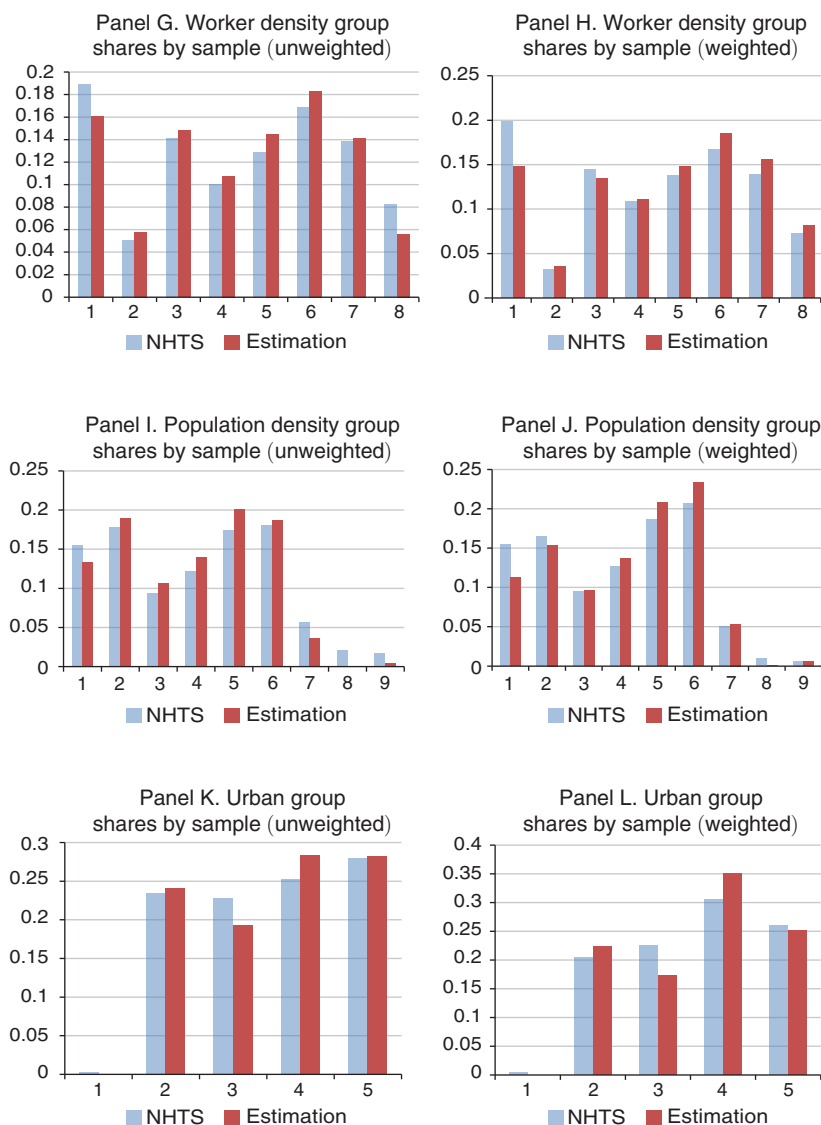 Panel G. Worker density group
shares by sample (unweighted)
0.2
0.18
0.16
0.14
0.12
0.1
0.08
0.06
0.04
0.02
0
1 2 3 4 5 6 7 8
NHTS Estimation
Panel H. Worker density group
shares by sample (weighted)
0.25
0.2
0.15
0.1
0.05
0
1 2 3 4 5 6 7 8
NHTS Estimation
Panel I. Population density group
shares by sample (unweighted)
0.25
0.2
0.15
0.1
0.05
0
1 2 3 4 5 6 7 8 9
NHTS Estimation
Panel J. Population density group
shares by sample (weighted)
0.25
0.2
0.15
0.1
0.05
0
1 2 3 4 5 6 7 8 9
NHTS Estimation
Panel K. Urban group
shares by sample (unweighted)
0.3
0.25
0.2
0.15
0.1
0.05
0
1 2 3 4 5
NHTS Estimation
Panel L. Urban group
shares by sample (weighted)
0.4
0.35
0.3
0.25
0.2
0.15
0.1
0.05
0
1 2 3 4 5
NHTS Estimation